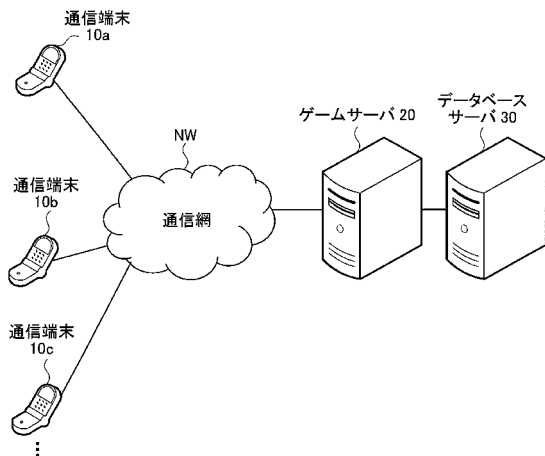 通信端末
10a
通信端末
10b
通信端末
10c
NW
通信網
ゲームサーバ 20
データベース
サーバ 30